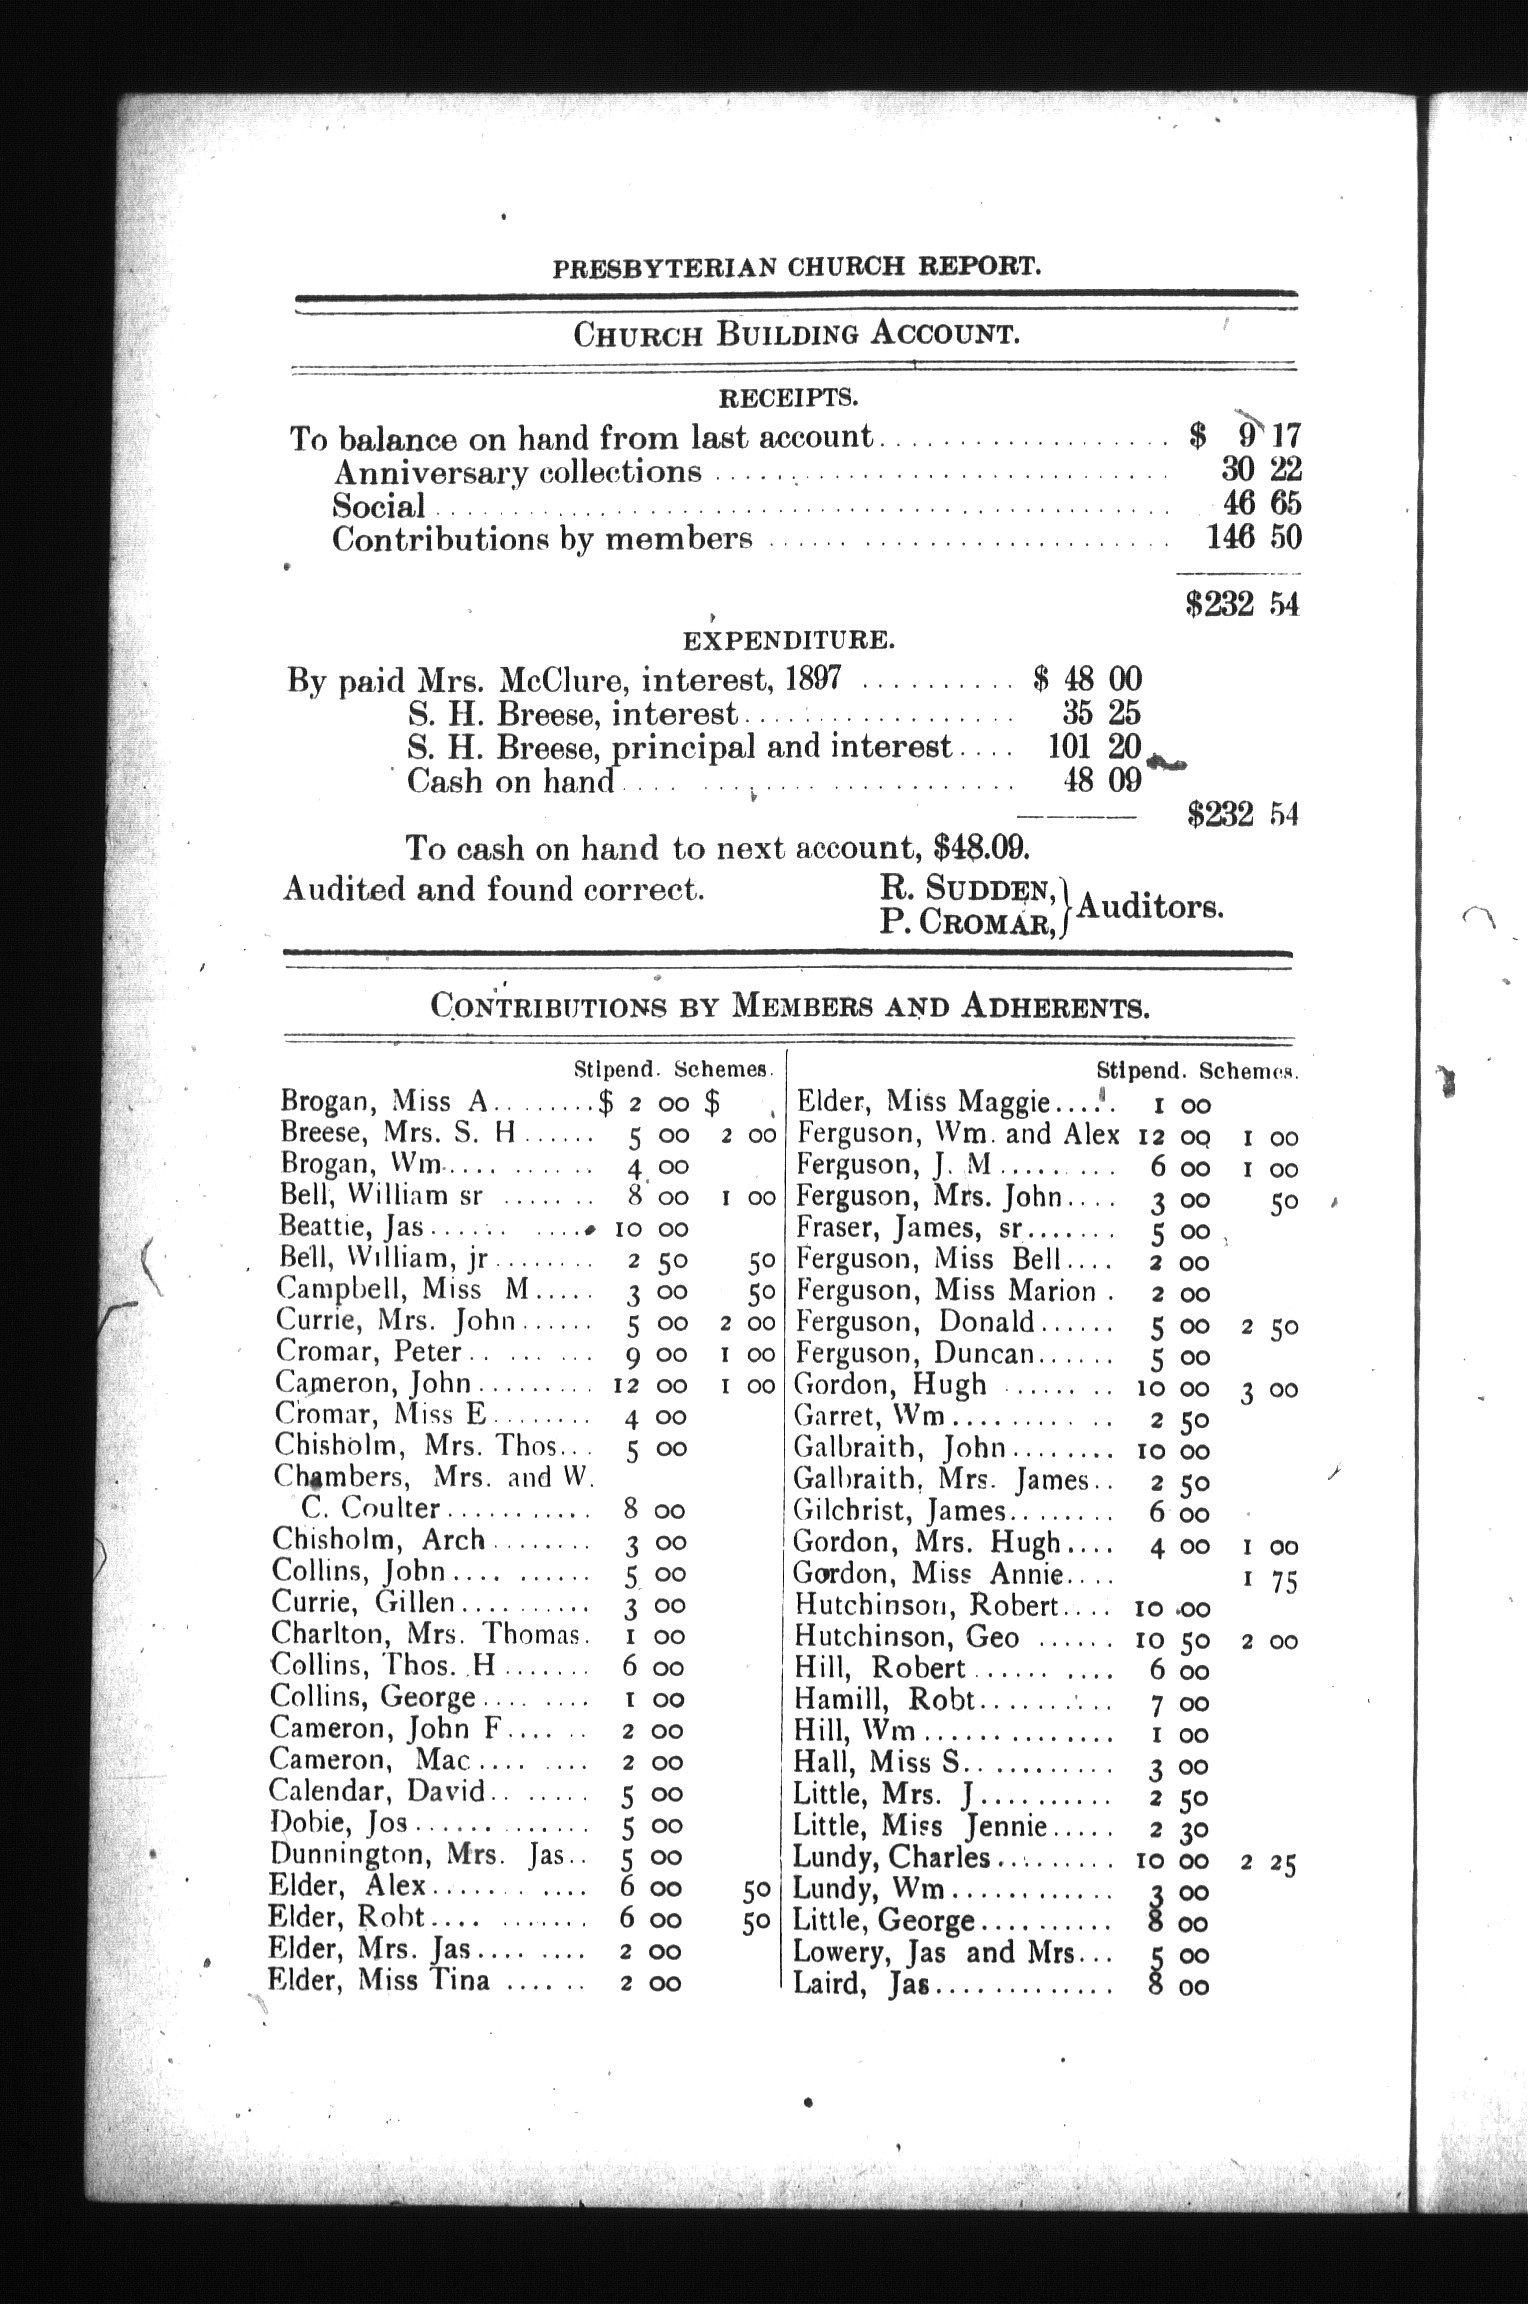 PRESBYTERIAN CHURCH REPORT.
CHURCH BUILDING ACCOUNT.
RECEIPTS.
To balance on hand from last account.................... $ 9 17
Anniversary collections ............................ 30 22
Social ............................................ 46 65
Contributions by members ........................ 146 50
$232 54
EXPENDITURE.
By paid Mrs. McClure, interest, 1897 .......... $ 48 00
S. H. Breese, interest................. 35 25
S. H. Breese, principal and interest.... 101 20
Cash on hand...................... 48 09
$232 54
To cash on hand to next account, $48.09.
Audited and found correct. R. SUDDEN, } Auditors.
P. CROMAR,
CONTRIBUTIONS BY MEMBERS AND ADHERENTS.
Stipend. Schemes.
Brogan, Miss A.........$ 2 00 $
Breese, Mrs. S. H...... 5 00 2 00
Brogan, Wm........... 4 00
Bell, William sr ....... 8 00 1 00
Beattie, Jas.......... 10 00
Bell, William, jr........ 2 50 50
Campbell, Miss M..... 3 00 50
Currie, Mrs. John...... 5 00 2 00
Cromar, Peter......... 9 00 1 00
Cameron, John......... 12 00 1 00
Cromar, Miss E........ 4 00
Chisholm, Mrs. Thos... 5 00
Chambers, Mrs. and W.
C. Coulter........... 8 00
Chisholm, Arch........ 3 00
Collins, John.......... 5 00
Currie, Gillen.......... 3 00
Charlton, Mrs. Thomas. 1 00
Collins, Thos. H....... 6 00
Collins, George......... 1 00
Cameron, John F...... 2 00
Cameron, Mac......... 2 00
Calendar, David........ 5 00
Dobie, Jos............. 5 00
Dunnington, Mrs. Jas.. 5 00
Elder, Alex........... 6 00 50
Elder, Robt........... 6 00 50
Elder, Mrs. Jas......... 2 00
Elder, Miss Tina ...... 2 00
Stipend. Schemes.
Elder, Miss Maggie..... 1 00
Ferguson, Wm. and Alex 12 00 1 00
Ferguson, J. M......... 6 00 1 00
Ferguson, Mrs. John.... 3 00 50
Fraser, James, sr....... 5 00
Ferguson, Miss Bell.... 2 00
Ferguson, Miss Marion . 2 00
Ferguson, Donald...... 5 00 2 50
Ferguson, Duncan...... 5 00
Gordon, Hugh ........ 10 00 3 00
Garret, Wm............ 2 50
Galbraith, John........ 10 00
Galbraith, Mrs. James.. 2 50
Gilchrist, James........ 6 00
Gordon, Mrs. Hugh.... 4 00 1 00
Gordon, Miss Annie.... 1 75
Hutchinson, Robert.... 10 00
Hutchinson, Geo ...... 10 50 2 00
Hill, Robert........... 6 00
Hamill, Robt.......... 7 00
Hill, Wm.............. 1 00
Hall, Miss S........... 3 00
Little, Mrs. J.......... 2 50
Little, Miss Jennie..... 2 30
Lundy, Charles......... 10 00 2 25
Lundy, Wm............ 3 00
Little, George.......... 8 00
Lowery, Jas and Mrs... 5 00
Laird, Jas............. 8 00